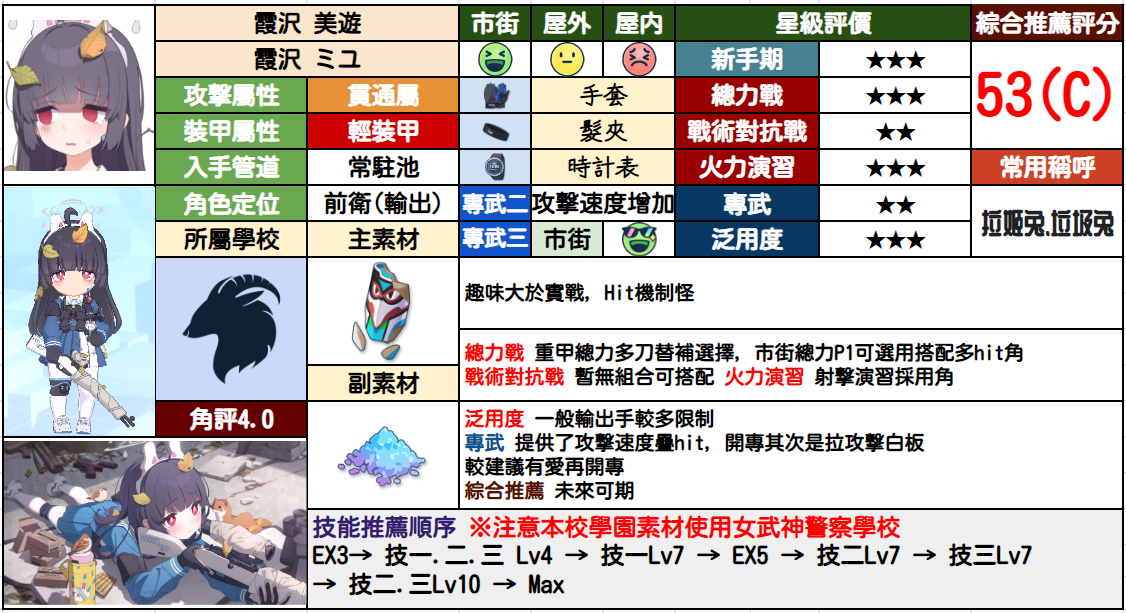 霞沢 美遊
市街
屋外
屋内
星級評價
綜合推薦評分
霞沢 ミユ
新手期
★★★
53(C)
攻擊屬性
貫通屬
手套
總力戰
★★★
裝甲屬性
輕裝甲
髮夾
戰術對抗戰
★★
入手管道
常駐池
時計表
火力演習
★★★
常用稱呼
角色定位
前衛(輸出)
專武二
攻擊速度增加
專武
★★
垃姬兔.垃圾兔
所屬學校
主素材
專武三
市街
泛用度
★★★
趣味大於實戰, Hit機制怪
總力戰 重甲總力多刀替補選擇, 市街總力P1可選用搭配多hit角
戰術對抗戰 暫無組合可搭配 火力演習 射擊演習採用角
副素材
角評4.0
泛用度 一般輸出手較多限制
專武 提供了攻擊速度疊hit, 開專其次是拉攻擊白板
較建議有愛再開專
綜合推薦 未來可期
技能推薦順序 ※注意本校學園素材使用女武神警察學校
EX3→ 技一.二.三 Lv4 → 技一Lv7 → EX5 → 技二Lv7 → 技三Lv7
→ 技二.三Lv10 → Max